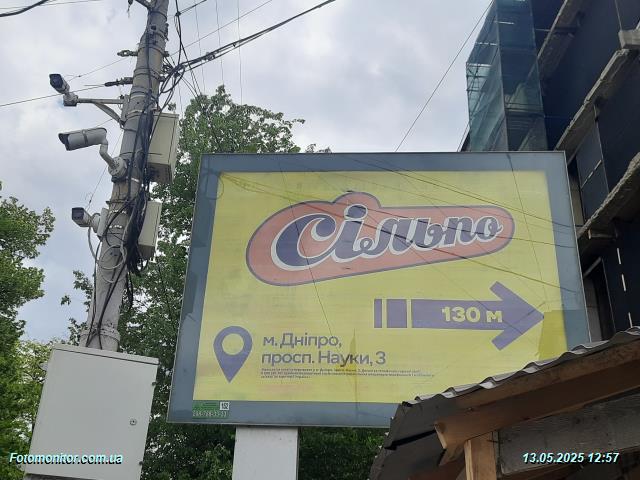 Сільпо
130 м
м. Дніпро,
просп. Науки, 3
Fotomonitor.com.ua
13.05.2025 12:57